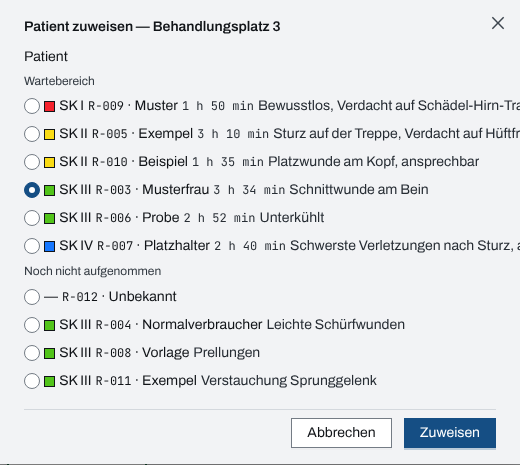 Patient zuweisen — Behandlungsplatz 3
Patient
Wartebereich
SK I R-009 · Muster 1 h 50 min Bewusstlos, Verdacht auf Schädel-Hirn-Tra
SK II R-005 · Exempel 3 h 10 min Sturz auf der Treppe, Verdacht auf Hüftfr
SK II R-010 · Beispiel 1 h 35 min Platzwunde am Kopf, ansprechbar
SK III R-003 · Musterfrau 3 h 34 min Schnittwunde am Bein
SK III R-006 · Probe 2 h 52 min Unterkühlt
SK IV R-007 · Platzhalter 2 h 40 min Schwerste Verletzungen nach Sturz, a
Noch nicht aufgenommen
— R-012 · Unbekannt
SK III R-004 · Normalverbraucher Leichte Schürfwunden
SK III R-008 · Vorlage Prellungen
SK III R-011 · Exempel Verstauchung Sprunggelenk
Abbrechen Zuweisen